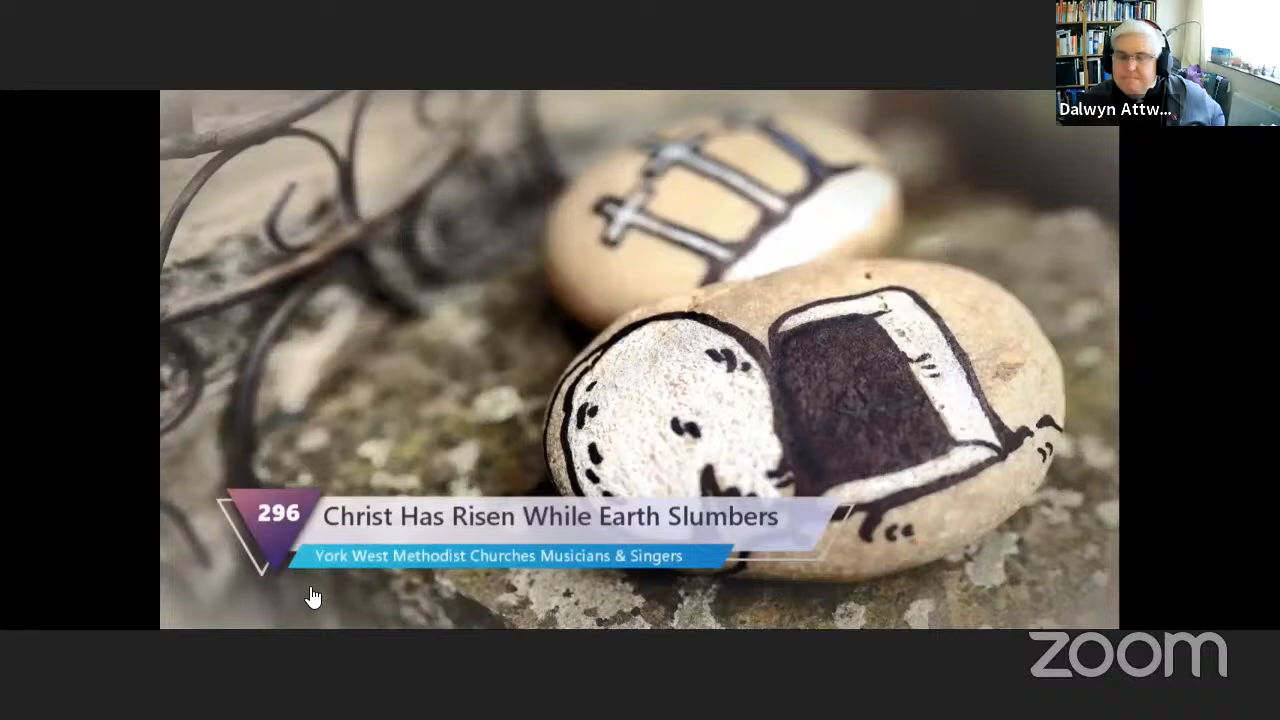 Dalwyn Attw...
296
Christ Has Risen While Earth Slumbers
York West Methodist Churches Musicians & Singers
zoom